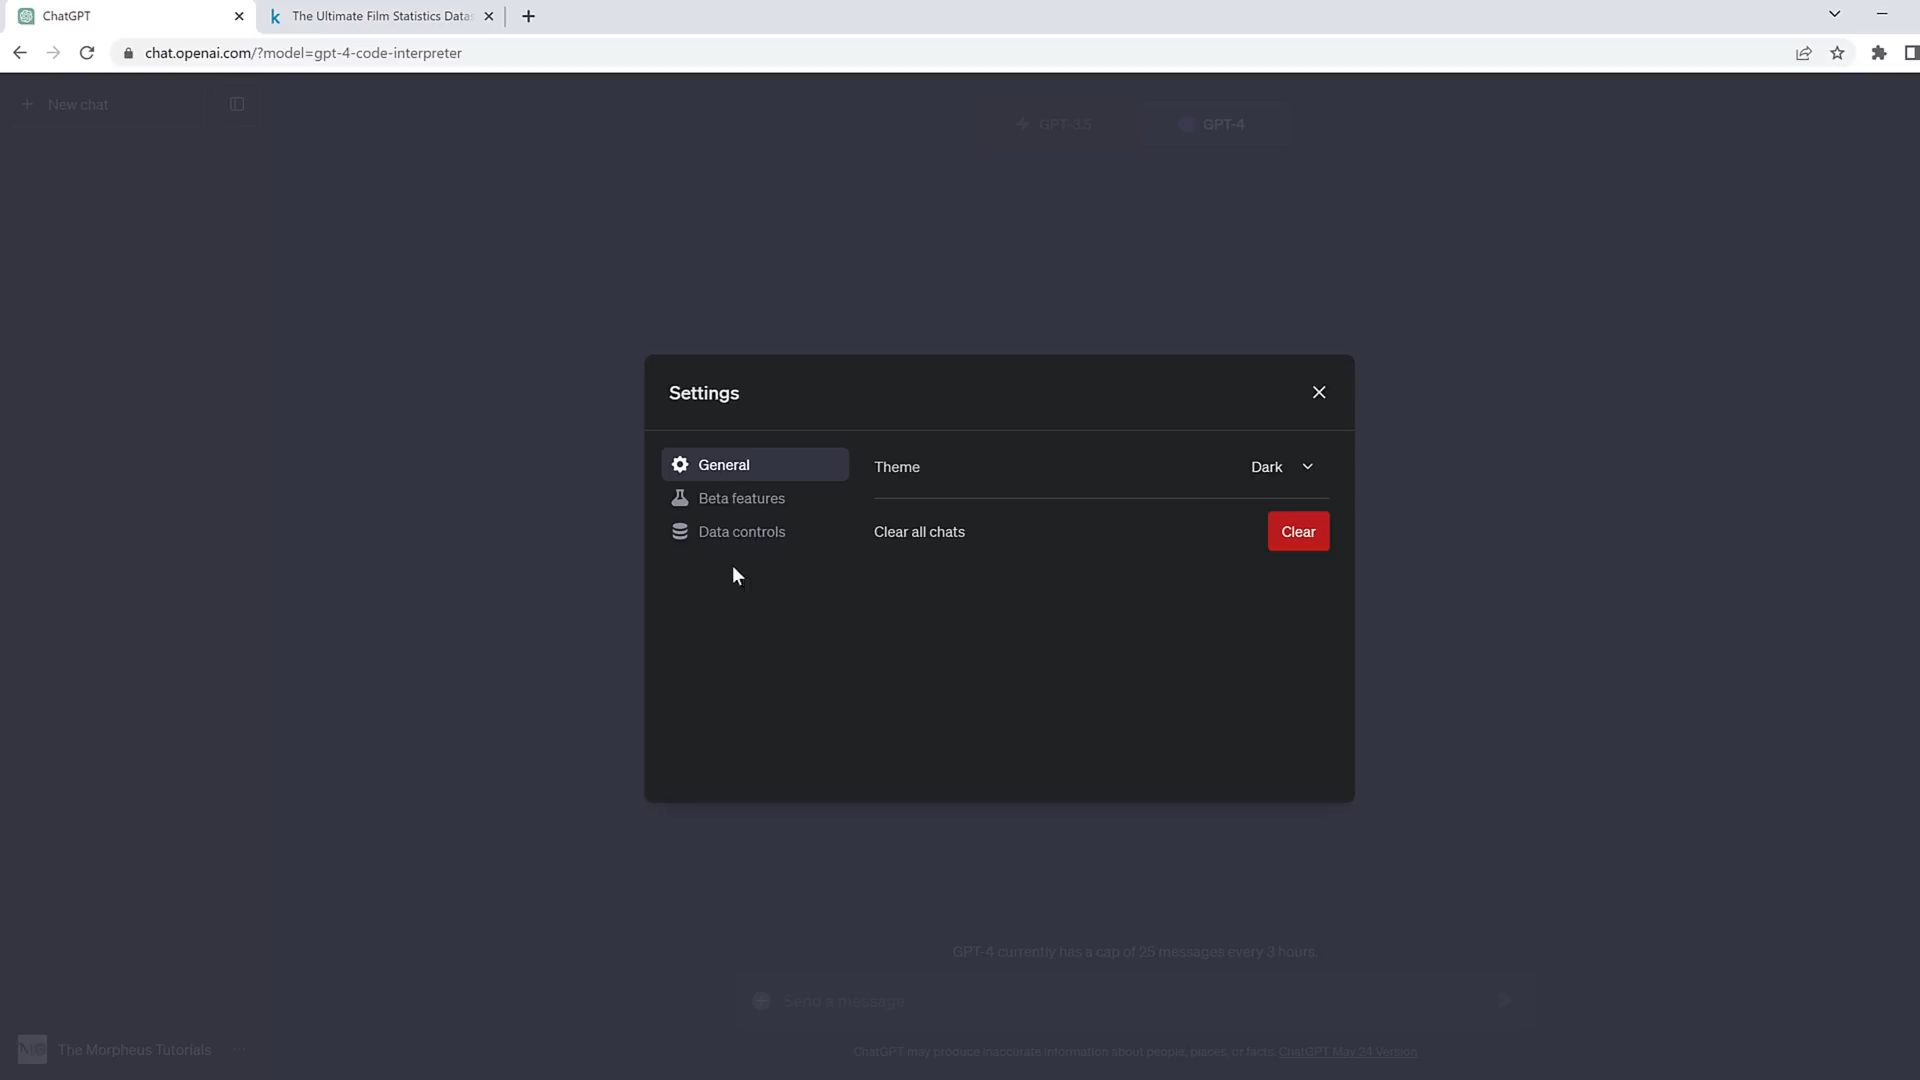 ChatGPT
The Ultimate Film Statistics Datas
chat.openai.com/?model=gpt-4-code-interpreter
New chat
GPT-3.5
GPT-4
Settings
General
Theme
Dark
Beta features
Data controls
Clear all chats
Clear
GPT-4 currently has a cap of 25 messages every 3 hours.
Send a message
The Morpheus Tutorials
ChatGPT may produce inaccurate information about people, places, or facts. ChatGPT May 24 Version